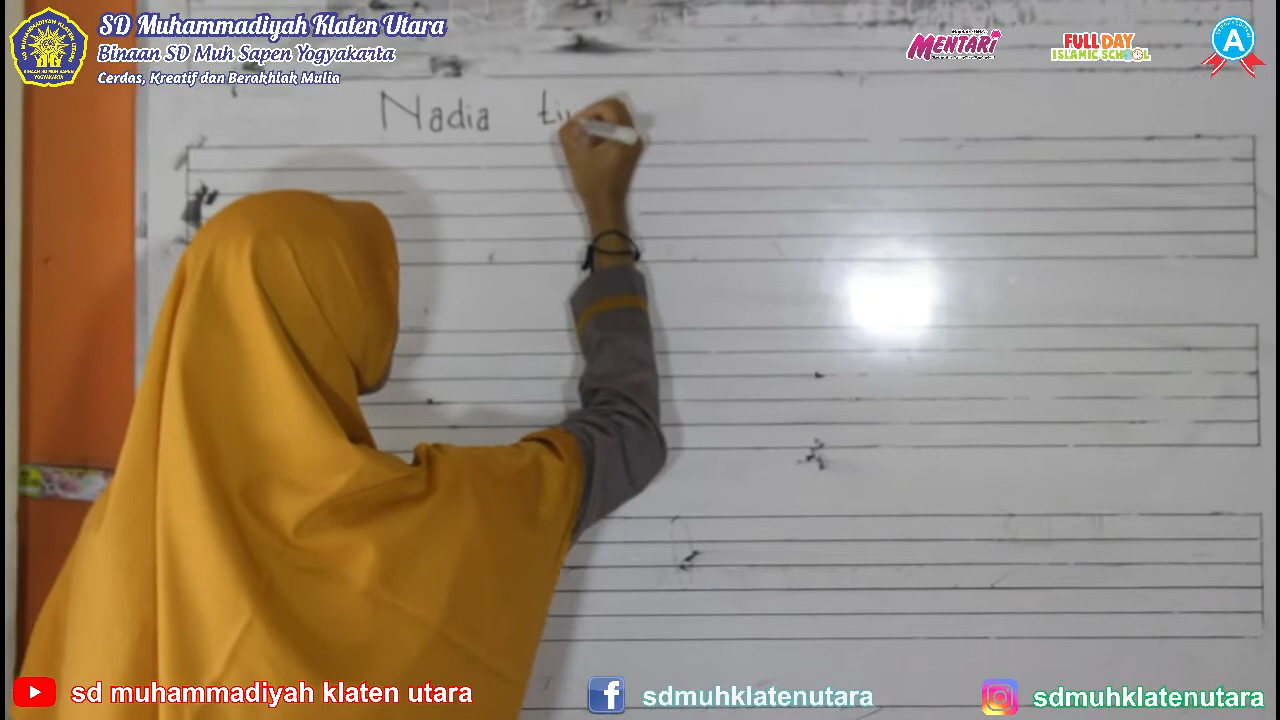 SD Muhammadiyah Klaten Utara
Binaan SD Muh Sapen Yogyakarta
Cerdas, Kreatif dan Berakhlak Mulia
MENTARI
FULL DAY
ISLAMIC SCHOOL
A
Nadia ti
sd muhammadiyah klaten utara
sdmuhklatenutara
sdmuhklatenutara